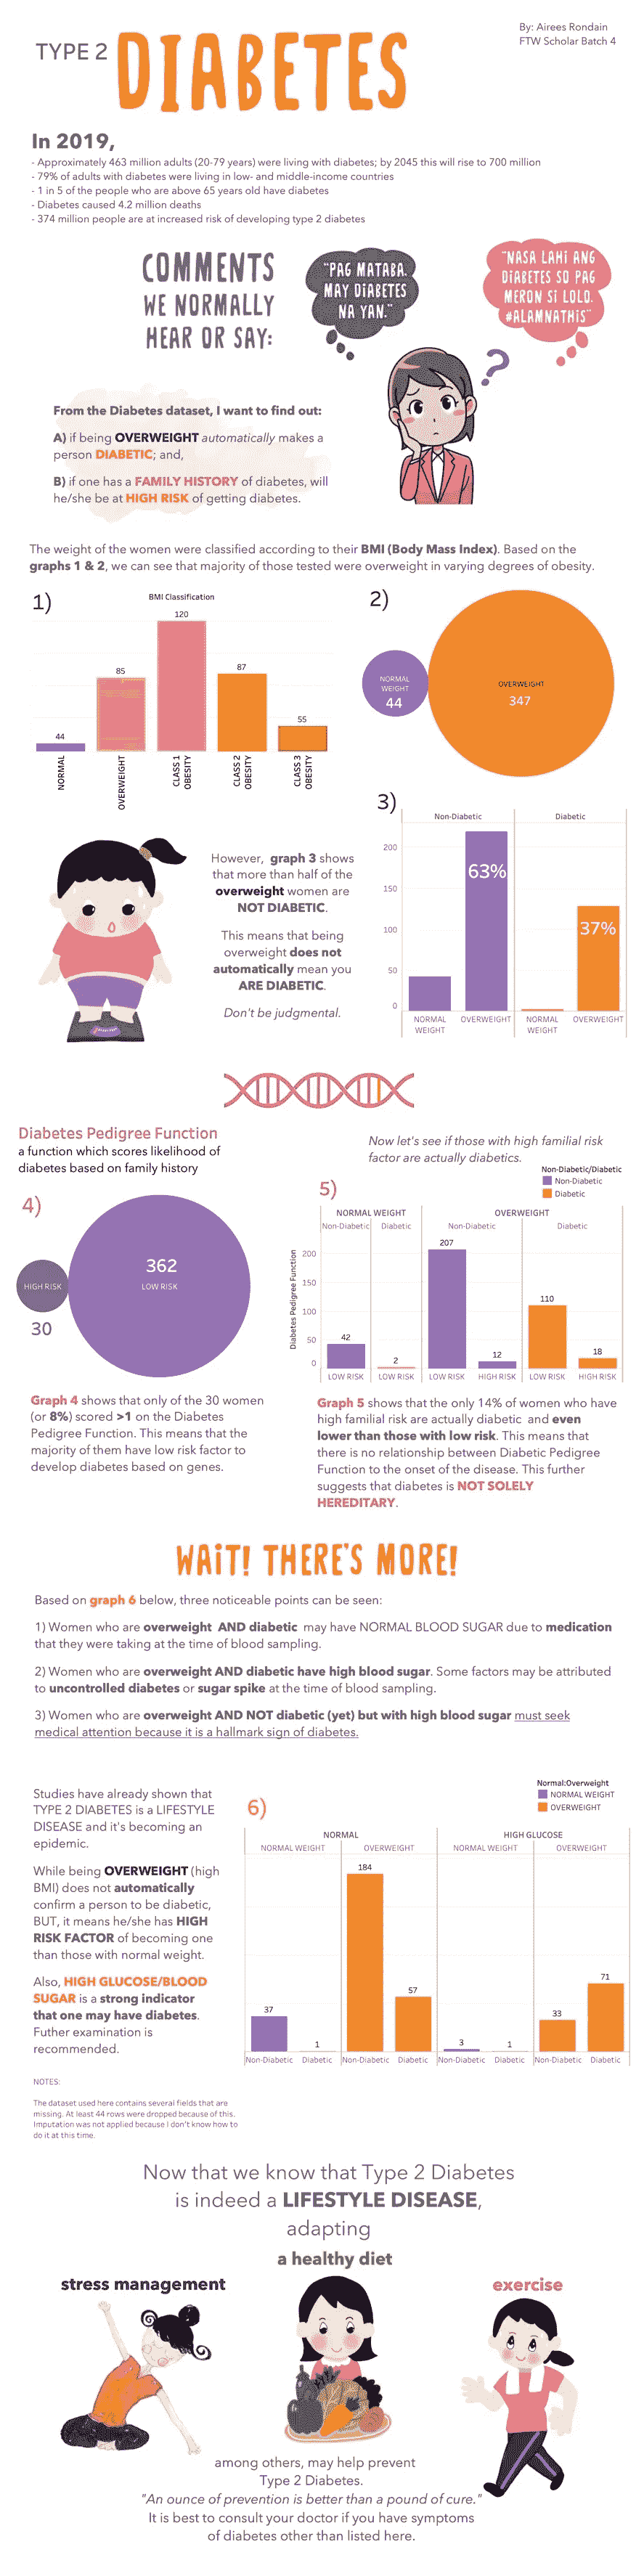 By: Airees Rondain
FTW Scholar Batch 4
TYPE 2 DIABETES
In 2019,
- Approximately 463 million adults (20-79 years) were living with diabetes; by 2045 this will rise to 700 million
- 79% of adults with diabetes were living in low- and middle-income countries
- 1 in 5 of the people who are above 65 years old have diabetes
- Diabetes caused 4.2 million deaths
- 374 million people are at increased risk of developing type 2 diabetes
COMMENTS
WE NORMALLY
HEAR OR SAY:
"PAG MATABA.
MAY DIABETES
NA YAN."
"NASA LAHI ANG
DIABETES SO PAG
MERON SI LOLO.
#ALAMNATHIS"
?
From the Diabetes dataset, I want to find out:
A) if being OVERWEIGHT automatically makes a
person DIABETIC; and,
B) if one has a FAMILY HISTORY of diabetes, will
he/she be at HIGH RISK of getting diabetes.
The weight of the women were classified according to their BMI (Body Mass Index). Based on the
graphs 1 & 2, we can see that majority of those tested were overweight in varying degrees of obesity.
1)
BMI Classification
44
85
120
87
55
NORMAL
OVERWEIGHT
CLASS 1
OBESITY
CLASS 2
OBESITY
CLASS 3
OBESITY
2)
NORMAL
WEIGHT
44
OVERWEIGHT
347
However, graph 3 shows
that more than half of the
overweight women are
NOT DIABETIC.
This means that being
overweight does not
automatically mean you
ARE DIABETIC.
Don't be judgmental.
3)
Non-Diabetic
Diabetic
200
150
100
50
0
63%
37%
NORMAL
WEIGHT
OVERWEIGHT
NORMAL
WEIGHT
OVERWEIGHT
Diabetes Pedigree Function
a function which scores likelihood of
diabetes based on family history
4)
HIGH RISK
30
362
LOW RISK
Graph 4 shows that only of the 30 women
(or 8%) scored >1 on the Diabetes
Pedigree Function. This means that the
majority of them have low risk factor to
develop diabetes based on genes.
Now let's see if those with high familial risk
factor are actually diabetics.
Non-Diabetic/Diabetic
Non-Diabetic
Diabetic
5)
NORMAL WEIGHT
OVERWEIGHT
Non-Diabetic
Diabetic
Non-Diabetic
Diabetic
Diabetes Pedigree Function
200
150
100
50
0
42
2
207
12
110
18
LOW RISK
LOW RISK
LOW RISK
HIGH RISK
LOW RISK
HIGH RISK
Graph 5 shows that the only 14% of women who have
high familial risk are actually diabetic and even
lower than those with low risk. This means that
there is no relationship between Diabetic Pedigree
Function to the onset of the disease. This further
suggests that diabetes is NOT SOLELY
HEREDITARY.
WAIT! THERE'S MORE!
Based on graph 6 below, three noticeable points can be seen:
1) Women who are overweight AND diabetic may have NORMAL BLOOD SUGAR due to medication
that they were taking at the time of blood sampling.
2) Women who are overweight AND diabetic have high blood sugar. Some factors may be attributed
to uncontrolled diabetes or sugar spike at the time of blood sampling.
3) Women who are overweight AND NOT diabetic (yet) but with high blood sugar must seek
medical attention because it is a hallmark sign of diabetes.
Studies have already shown that
TYPE 2 DIABETES is a LIFESTYLE
DISEASE and it's becoming an
epidemic.
While being OVERWEIGHT (high
BMI) does not automatically
confirm a person to be diabetic,
BUT, it means he/she has HIGH
RISK FACTOR of becoming one
than those with normal weight.
Also, HIGH GLUCOSE/BLOOD
SUGAR is a strong indicator
that one may have diabetes.
Futher examination is
recommended.
6)
Normal:Overweight
NORMAL WEIGHT
OVERWEIGHT
NORMAL
HIGH GLUCOSE
NORMAL WEIGHT
OVERWEIGHT
NORMAL WEIGHT
OVERWEIGHT
37
1
184
57
3
1
33
71
Non-Diabetic
Diabetic
Non-Diabetic
Diabetic
Non-Diabetic
Diabetic
Non-Diabetic
Diabetic
NOTES:
The dataset used here contains several fields that are
missing. At least 44 rows were dropped because of this.
Imputation was not applied because I don't know how to
do it at this time.
Now that we know that Type 2 Diabetes
is indeed a LIFESTYLE DISEASE,
adapting
a healthy diet
stress management
exercise
among others, may help prevent
Type 2 Diabetes.
"An ounce of prevention is better than a pound of cure."
It is best to consult your doctor if you have symptoms
of diabetes other than listed here.